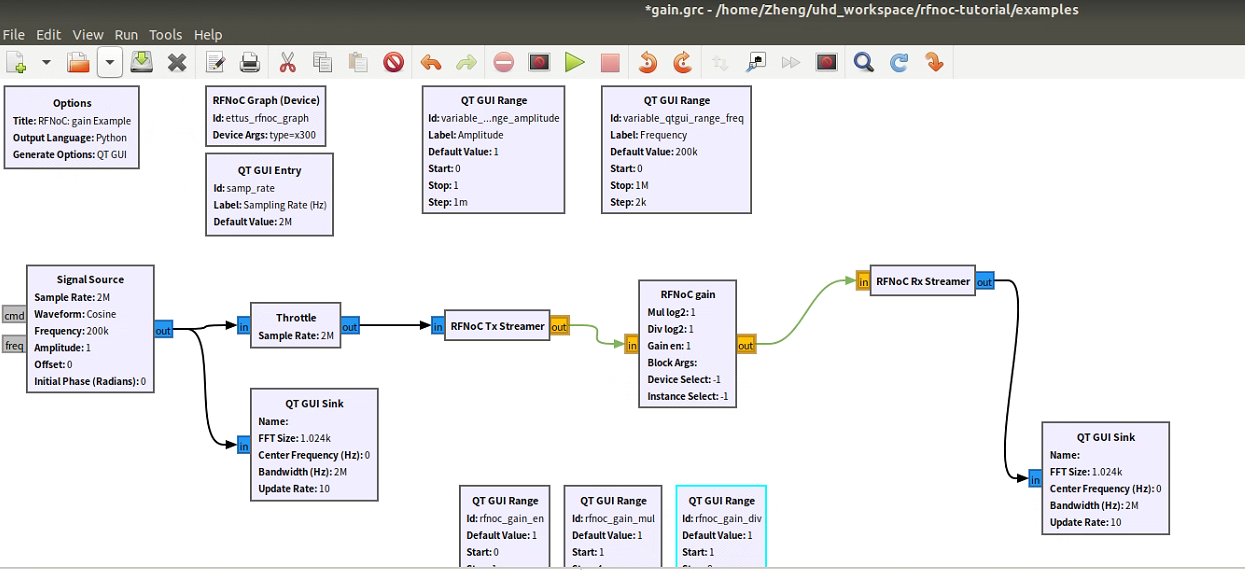 *gain.grc - /home/Zheng/uhd_workspace/rfnoc-tutorial/examples
File Edit View Run Tools Help
Options
Title: RFNoC: gain Example
Output Language: Python
Generate Options: QT GUI
RFNoC Graph (Device)
Id: ettus_rfnoc_graph
Device Args: type=x300
QT GUI Entry
Id: samp_rate
Label: Sampling Rate (Hz)
Default Value: 2M
QT GUI Range
Id: variable_...nge_amplitude
Label: Amplitude
Default Value: 1
Start: 0
Stop: 1
Step: 1m
QT GUI Range
Id: variable_qtgui_range_freq
Label: Frequency
Default Value: 200k
Start: 0
Stop: 1M
Step: 2k
cmd
freq
Signal Source
Sample Rate: 2M
Waveform: Cosine
Frequency: 200k
Amplitude: 1
Offset: 0
Initial Phase (Radians): 0
out
in
Throttle
Sample Rate: 2M
out
in
QT GUI Sink
Name:
FFT Size: 1.024k
Center Frequency (Hz): 0
Bandwidth (Hz): 2M
Update Rate: 10
in
RFNoC Tx Streamer
out
in
RFNoC gain
Mul log2: 1
Div log2: 1
Gain en: 1
Block Args:
Device Select: -1
Instance Select: -1
out
in
RFNoC Rx Streamer
out
in
QT GUI Sink
Name:
FFT Size: 1.024k
Center Frequency (Hz): 0
Bandwidth (Hz): 2M
Update Rate: 10
QT GUI Range
Id: rfnoc_gain_en
Default Value: 1
Start: 0
QT GUI Range
Id: rfnoc_gain_mul
Default Value: 1
Start: 1
QT GUI Range
Id: rfnoc_gain_div
Default Value: 1
Start: 1